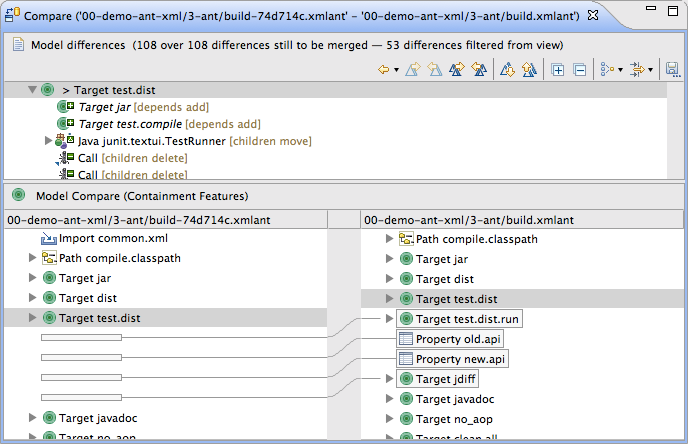 Compare ('00-demo-ant-xml/3-ant/build-74d714c.xmlant' - '00-demo-ant-xml/3-ant/build.xmlant')
Model differences (108 over 108 differences still to be merged — 53 differences filtered from view)
> Target test.dist
Target jar [depends add]
Target test.compile [depends add]
Java junit.textui.TestRunner [children move]
Call [children delete]
Call [children delete]
Model Compare (Containment Features)
00-demo-ant-xml/3-ant/build-74d714c.xmlant
00-demo-ant-xml/3-ant/build.xmlant
Import common.xml
Path compile.classpath
Target jar
Target dist
Target test.dist
Target javadoc
Target no_aop
Path compile.classpath
Target jar
Target dist
Target test.dist
Target test.dist.run
Property old.api
Property new.api
Target jdiff
Target javadoc
Target no_aop
Target clean.all